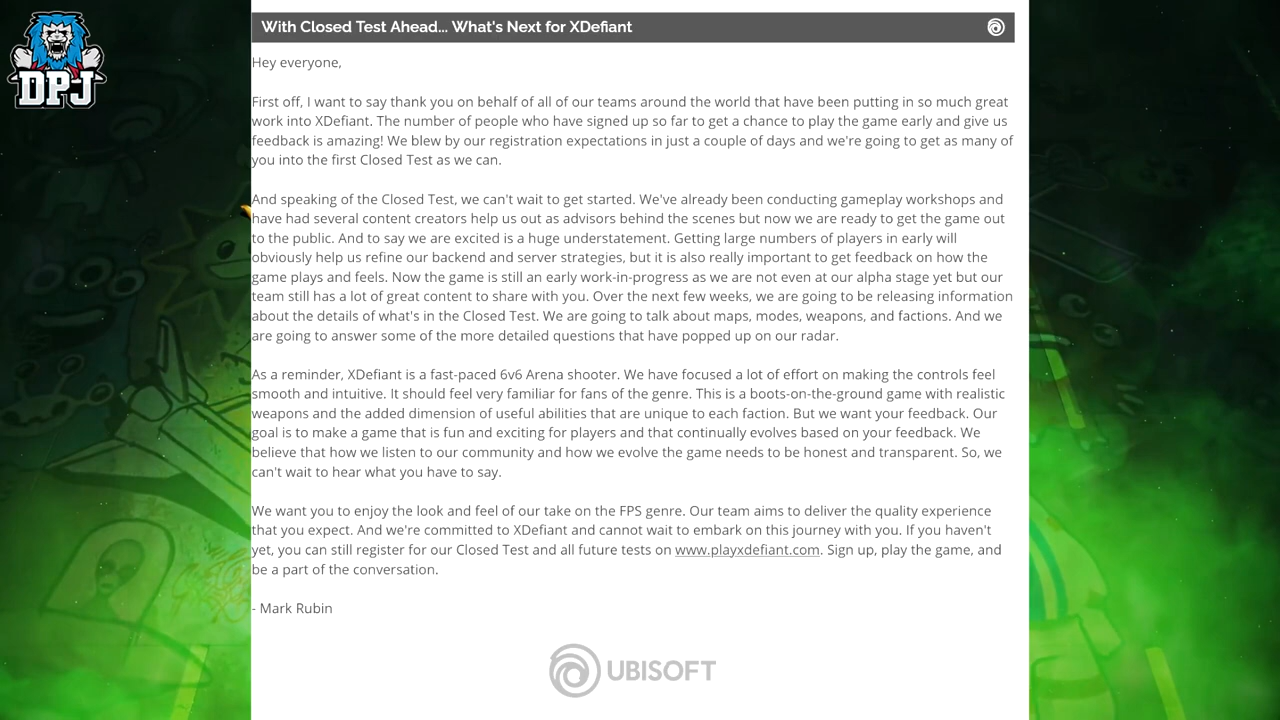 DPJ
With Closed Test Ahead... What's Next for XDefiant
Hey everyone,
First off, I want to say thank you on behalf of all of our teams around the world that have been putting in so much great
work into XDefiant. The number of people who have signed up so far to get a chance to play the game early and give us
feedback is amazing! We blew by our registration expectations in just a couple of days and we're going to get as many of
you into the first Closed Test as we can.
And speaking of the Closed Test, we can't wait to get started. We've already been conducting gameplay workshops and
have had several content creators help us out as advisors behind the scenes but now we are ready to get the game out
to the public. And to say we are excited is a huge understatement. Getting large numbers of players in early will
obviously help us refine our backend and server strategies, but it is also really important to get feedback on how the
game plays and feels. Now the game is still an early work-in-progress as we are not even at our alpha stage yet but our
team still has a lot of great content to share with you. Over the next few weeks, we are going to be releasing information
about the details of what's in the Closed Test. We are going to talk about maps, modes, weapons, and factions. And we
are going to answer some of the more detailed questions that have popped up on our radar.
As a reminder, XDefiant is a fast-paced 6v6 Arena shooter. We have focused a lot of effort on making the controls feel
smooth and intuitive. It should feel very familiar for fans of the genre. This is a boots-on-the-ground game with realistic
weapons and the added dimension of useful abilities that are unique to each faction. But we want your feedback. Our
goal is to make a game that is fun and exciting for players and that continually evolves based on your feedback. We
believe that how we listen to our community and how we evolve the game needs to be honest and transparent. So, we
can't wait to hear what you have to say.
We want you to enjoy the look and feel of our take on the FPS genre. Our team aims to deliver the quality experience
that you expect. And we're committed to XDefiant and cannot wait to embark on this journey with you. If you haven't
yet, you can still register for our Closed Test and all future tests on www.playxdefiant.com. Sign up, play the game, and
be a part of the conversation.
- Mark Rubin
UBISOFT